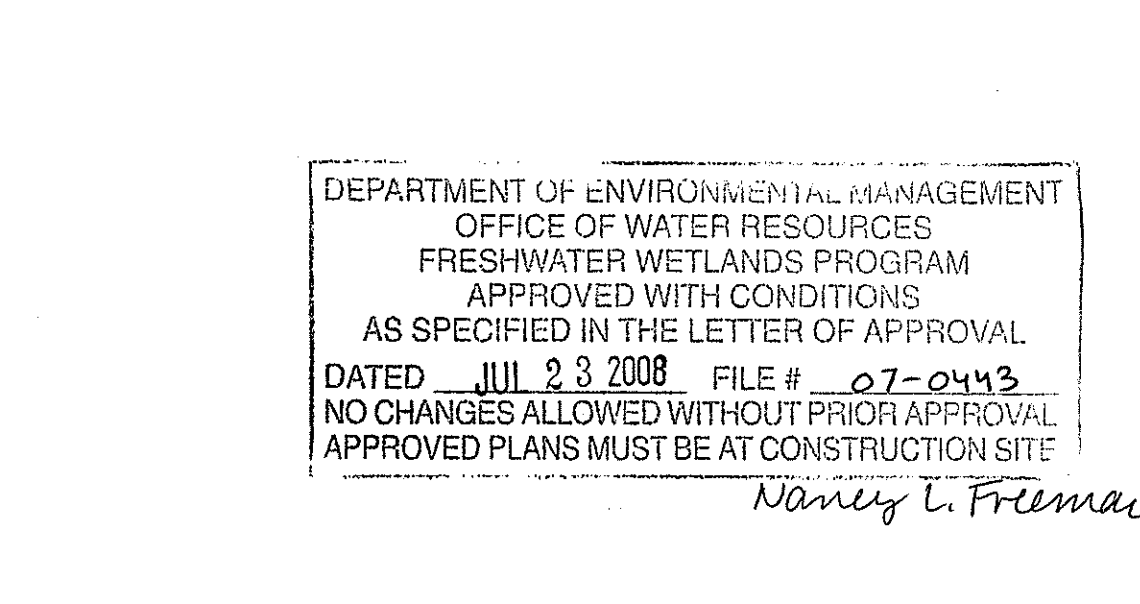 DEPARTMENT OF ENVIRONMENTAL MANAGEMENT
OFFICE OF WATER RESOURCES
FRESHWATER WETLANDS PROGRAM
APPROVED WITH CONDITIONS
AS SPECIFIED IN THE LETTER OF APPROVAL
DATED JUL 23 2008 FILE # 07-0443
NO CHANGES ALLOWED WITHOUT PRIOR APPROVAL
APPROVED PLANS MUST BE AT CONSTRUCTION SITE
Nancy L.